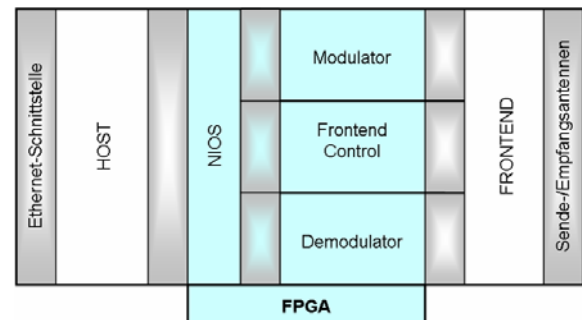 Ethernet-Schnittstelle
HOST
NIOS
Modulator
Frontend
Control
Demodulator
FRONTEND
Sende-/Empfangsantennen
FPGA